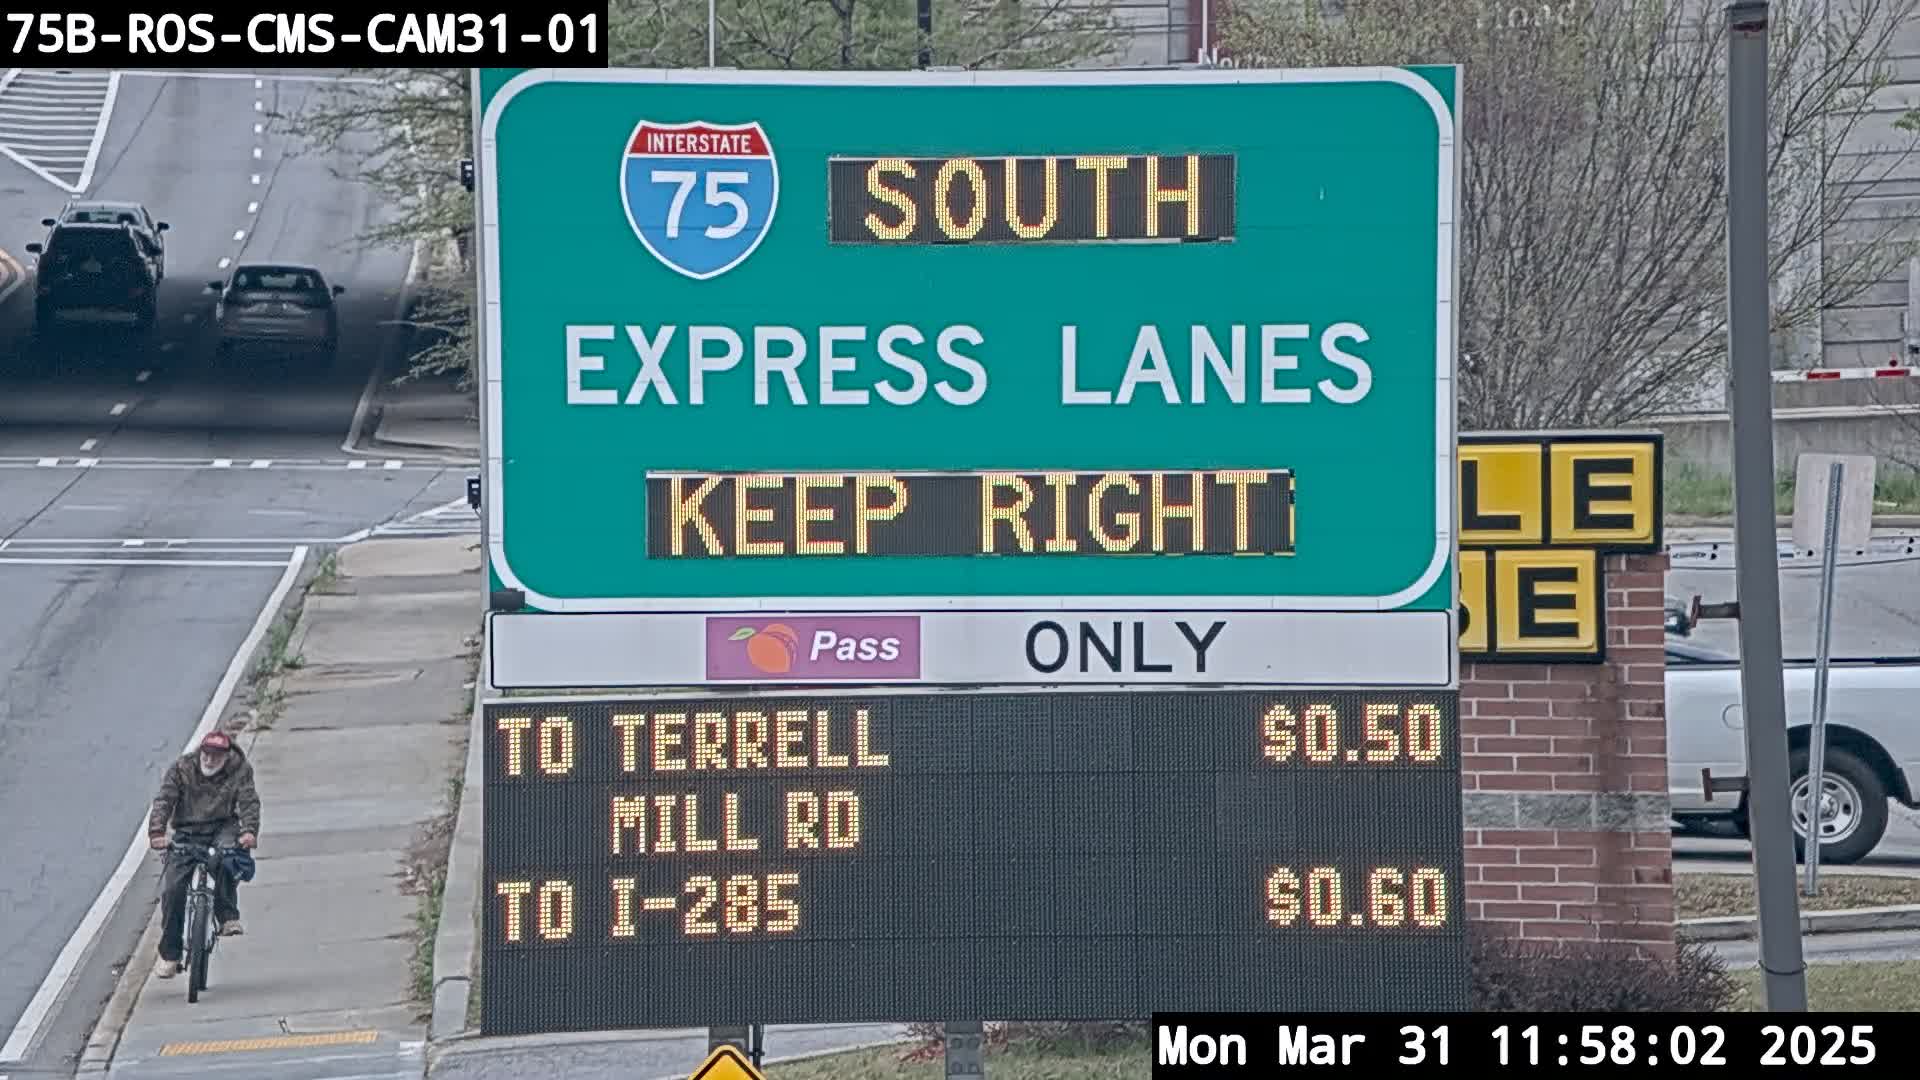 75B-ROS-CMS-CAM31-01
INTERSTATE
75
SOUTH
EXPRESS LANES
KEEP RIGHT
Pass ONLY
TO TERRELL $0.50
MILL RD
TO I-285 $0.60
LE
E
Mon Mar 31 11:58:02 2025